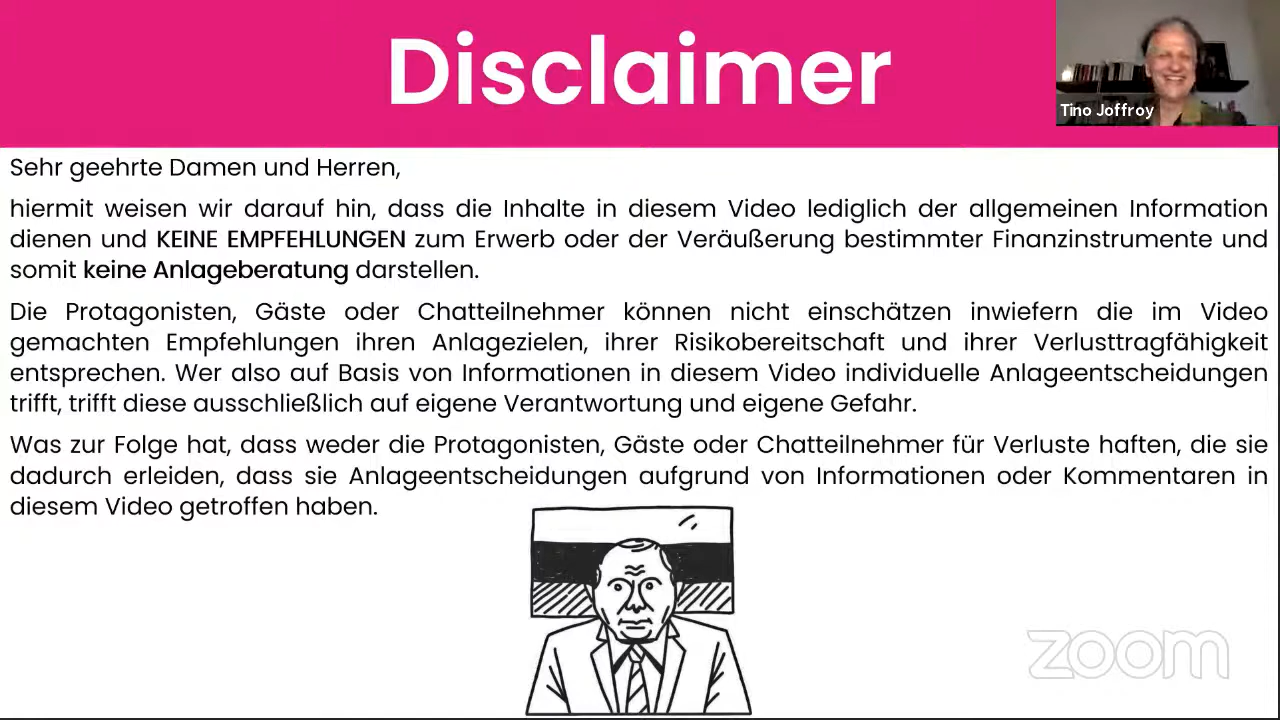 Disclaimer
Tino Joffroy
Sehr geehrte Damen und Herren,
hiermit weisen wir darauf hin, dass die Inhalte in diesem Video lediglich der allgemeinen Information
dienen und KEINE EMPFEHLUNGEN zum Erwerb oder der Veräußerung bestimmter Finanzinstrumente und
somit keine Anlageberatung darstellen.
Die Protagonisten, Gäste oder Chatteilnehmer können nicht einschätzen inwiefern die im Video
gemachten Empfehlungen ihren Anlagezielen, ihrer Risikobereitschaft und ihrer Verlusttragfähigkeit
entsprechen. Wer also auf Basis von Informationen in diesem Video individuelle Anlageentscheidungen
trifft, trifft diese ausschließlich auf eigene Verantwortung und eigene Gefahr.
Was zur Folge hat, dass weder die Protagonisten, Gäste oder Chatteilnehmer für Verluste haften, die sie
dadurch erleiden, dass sie Anlageentscheidungen aufgrund von Informationen oder Kommentaren in
diesem Video getroffen haben.
zoom